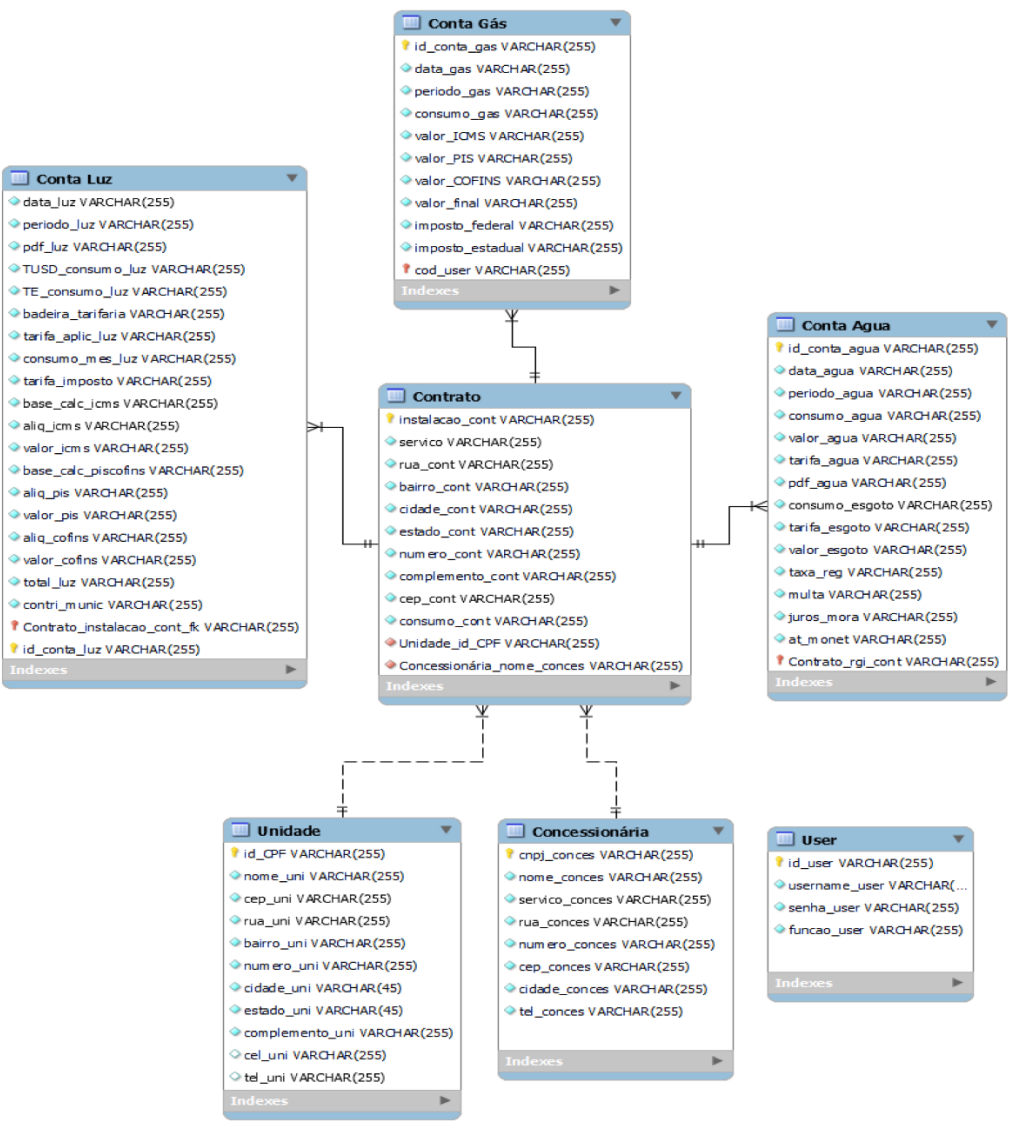 Conta Gás
id_conta_gas VARCHAR(255)
data_gas VARCHAR(255)
periodo_gas VARCHAR(255)
consumo_gas VARCHAR(255)
valor_ICMS VARCHAR(255)
valor_PIS VARCHAR(255)
valor_COFINS VARCHAR(255)
valor_final VARCHAR(255)
imposto_federal VARCHAR(255)
imposto_estadual VARCHAR(255)
cod_user VARCHAR(255)
Indexes
Conta Luz
data_luz VARCHAR(255)
periodo_luz VARCHAR(255)
pdf_luz VARCHAR(255)
TUSD_consumo_luz VARCHAR(255)
TE_consumo_luz VARCHAR(255)
badeira_tarifaria VARCHAR(255)
tarifa_aplic_luz VARCHAR(255)
consumo_mes_luz VARCHAR(255)
tarifa_imposto VARCHAR(255)
base_calc_icms VARCHAR(255)
aliq_icms VARCHAR(255)
valor_icms VARCHAR(255)
base_calc_piscofins VARCHAR(255)
aliq_pis VARCHAR(255)
valor_pis VARCHAR(255)
aliq_cofins VARCHAR(255)
valor_cofins VARCHAR(255)
total_luz VARCHAR(255)
contri_munic VARCHAR(255)
Contrato_instalacao_cont_fk VARCHAR(255)
id_conta_luz VARCHAR(255)
Indexes
Contrato
instalacao_cont VARCHAR(255)
servico VARCHAR(255)
rua_cont VARCHAR(255)
bairro_cont VARCHAR(255)
cidade_cont VARCHAR(255)
estado_cont VARCHAR(255)
numero_cont VARCHAR(255)
complemento_cont VARCHAR(255)
cep_cont VARCHAR(255)
consumo_cont VARCHAR(255)
Unidade_id_CPF VARCHAR(255)
Concessionária_nome_conces VARCHAR(255)
Indexes
Conta Agua
id_conta_agua VARCHAR(255)
data_agua VARCHAR(255)
periodo_agua VARCHAR(255)
consumo_agua VARCHAR(255)
valor_agua VARCHAR(255)
tarifa_agua VARCHAR(255)
pdf_agua VARCHAR(255)
consumo_esgoto VARCHAR(255)
tarifa_esgoto VARCHAR(255)
valor_esgoto VARCHAR(255)
taxa_reg VARCHAR(255)
multa VARCHAR(255)
juros_mora VARCHAR(255)
at_monet VARCHAR(255)
Contrato_rgi_cont VARCHAR(255)
Indexes
Unidade
id_CPF VARCHAR(255)
nome_uni VARCHAR(255)
cep_uni VARCHAR(255)
rua_uni VARCHAR(255)
bairro_uni VARCHAR(255)
numero_uni VARCHAR(255)
cidade_uni VARCHAR(45)
estado_uni VARCHAR(45)
complemento_uni VARCHAR(255)
cel_uni VARCHAR(255)
tel_uni VARCHAR(255)
Indexes
Concessionária
cnpj_conces VARCHAR(255)
nome_conces VARCHAR(255)
servico_conces VARCHAR(255)
rua_conces VARCHAR(255)
numero_conces VARCHAR(255)
cep_conces VARCHAR(255)
cidade_conces VARCHAR(255)
tel_conces VARCHAR(255)
Indexes
User
id_user VARCHAR(255)
username_user VARCHAR(...
senha_user VARCHAR(255)
funcao_user VARCHAR(255)
Indexes